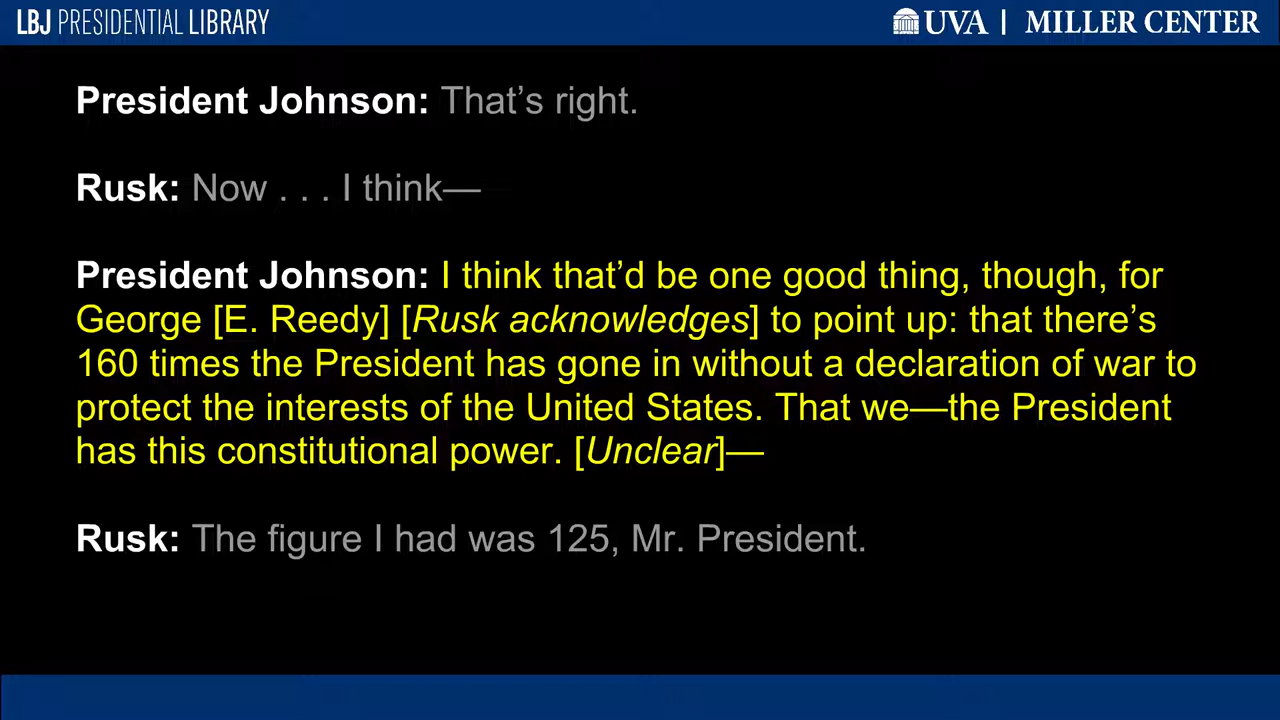 LBJ PRESIDENTIAL LIBRARY
UVA | MILLER CENTER
President Johnson: That’s right.
Rusk: Now . . . I think—
President Johnson: I think that’d be one good thing, though, for
George [E. Reedy] [Rusk acknowledges] to point up: that there’s
160 times the President has gone in without a declaration of war to
protect the interests of the United States. That we—the President
has this constitutional power. [Unclear]—
Rusk: The figure I had was 125, Mr. President.